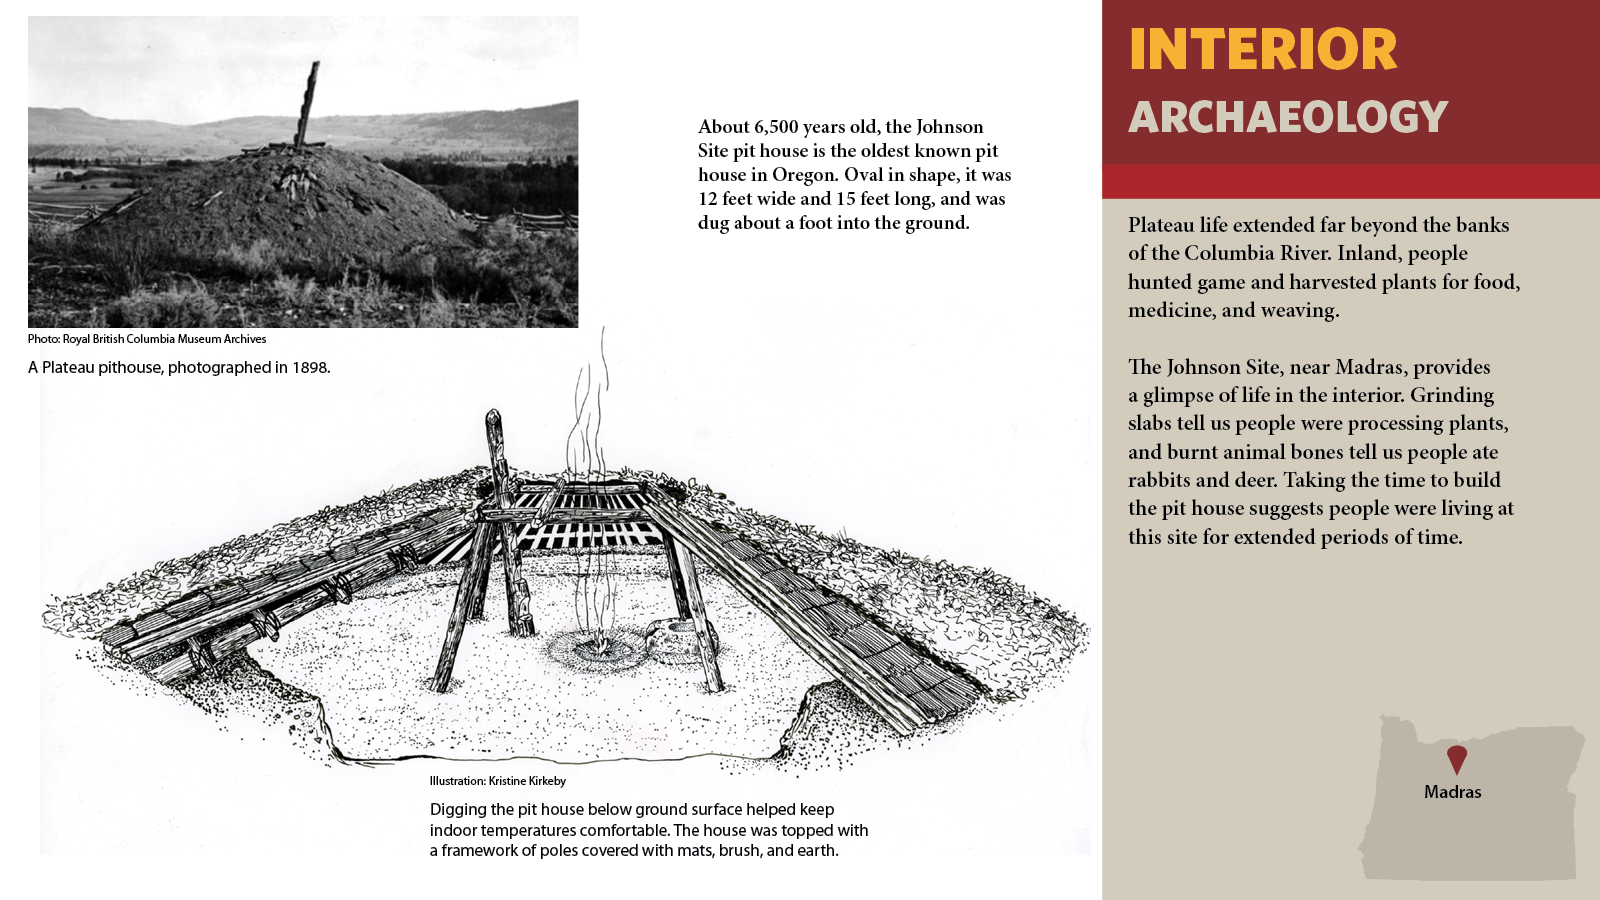 INTERIOR
ARCHAEOLOGY
About 6,500 years old, the Johnson
Site pit house is the oldest known pit
house in Oregon. Oval in shape, it was
12 feet wide and 15 feet long, and was
dug about a foot into the ground.
Photo: Royal British Columbia Museum Archives
A Plateau pithouse, photographed in 1898.
Illustration: Kristine Kirkeby
Digging the pit house below ground surface helped keep
indoor temperatures comfortable. The house was topped with
a framework of poles covered with mats, brush, and earth.
Plateau life extended far beyond the banks
of the Columbia River. Inland, people
hunted game and harvested plants for food,
medicine, and weaving.
The Johnson Site, near Madras, provides
a glimpse of life in the interior. Grinding
slabs tell us people were processing plants,
and burnt animal bones tell us people ate
rabbits and deer. Taking the time to build
the pit house suggests people were living at
this site for extended periods of time.
Madras